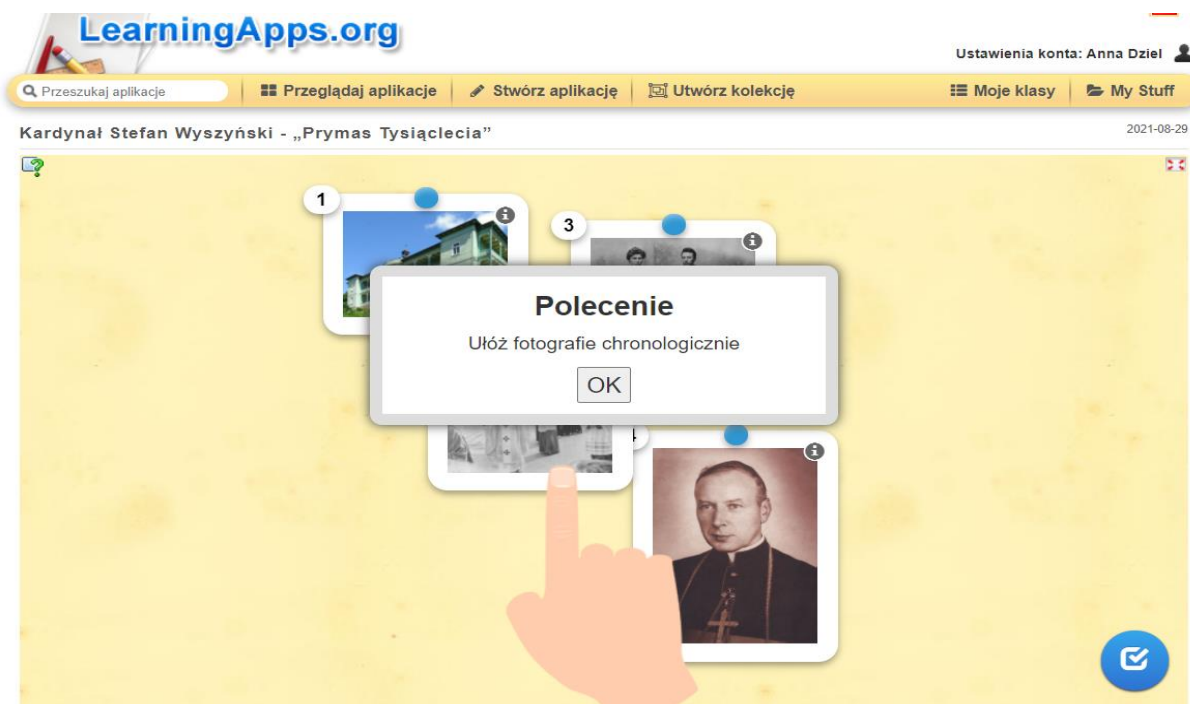 LearningApps.org
Ustawienia konta: Anna Dziel
Przeszukaj aplikacje
Przeglądaj aplikacje
Stwórz aplikację
Utwórz kolekcję
Moje klasy
My Stuff
Kardynał Stefan Wyszyński - „Prymas Tysiąclecia”
2021-08-29
1
3
Polecenie
Ułóż fotografie chronologicznie
OK